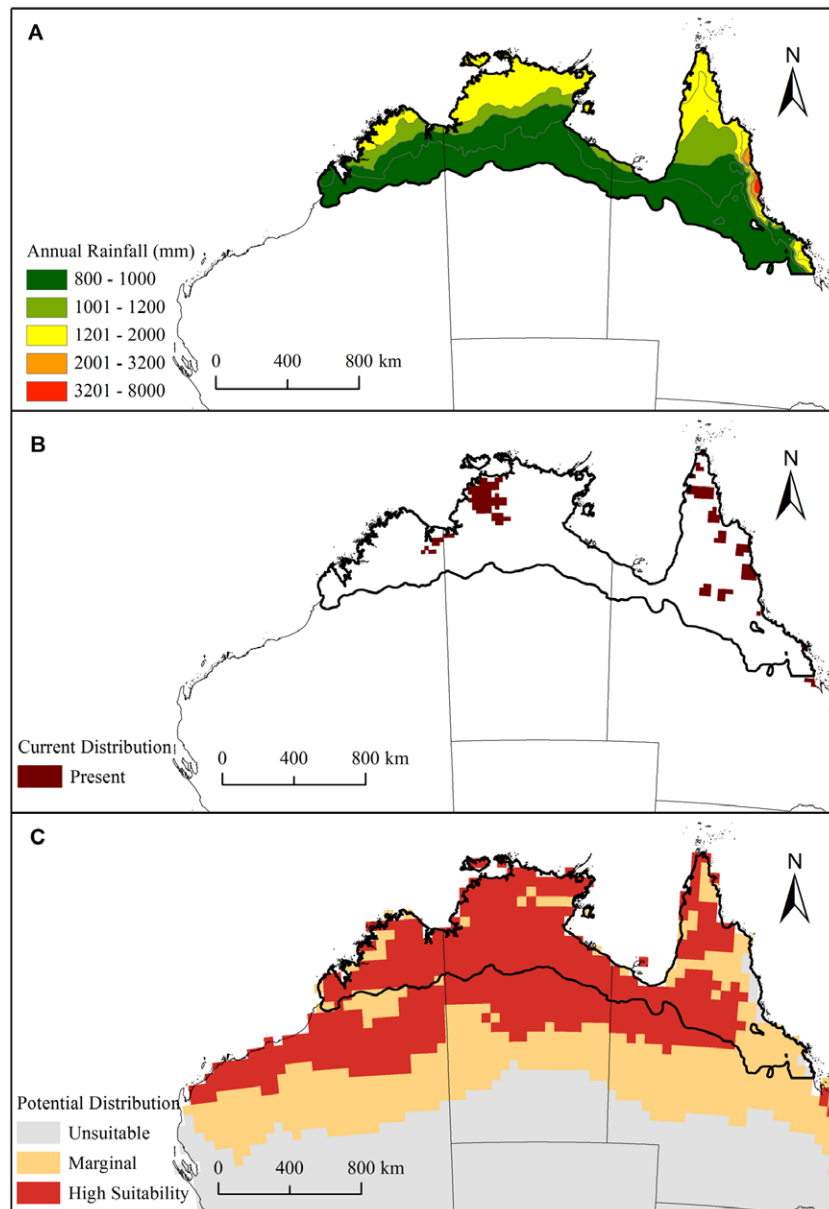 A
N
Annual Rainfall (mm)
800 - 1000
1001 - 1200
1201 - 2000
2001 - 3200
3201 - 8000
0 400 800 km
B
N
Current Distribution
Present
0 400 800 km
C
N
Potential Distribution
Unsuitable
Marginal
High Suitability
0 400 800 km